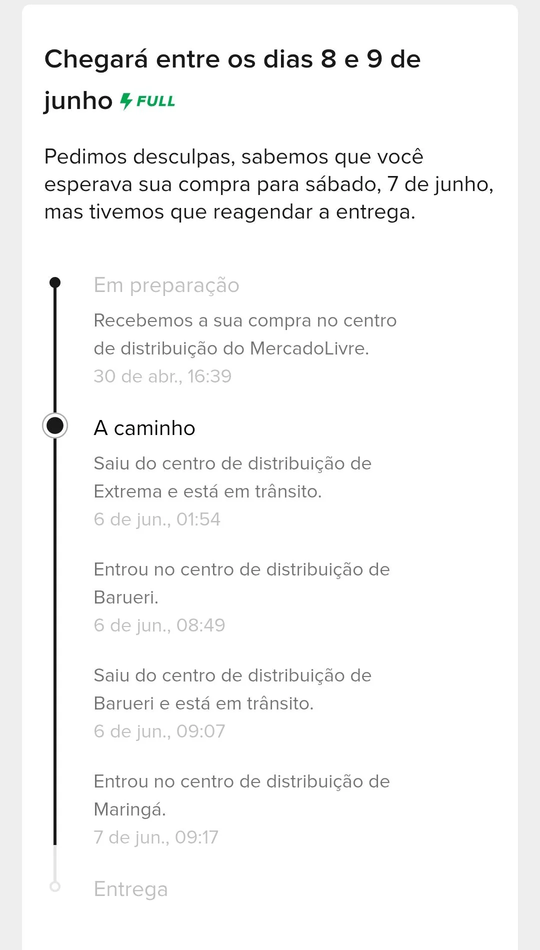 Chegará entre os dias 8 e 9 de
junho FULL
Pedimos desculpas, sabemos que você
esperava sua compra para sábado, 7 de junho,
mas tivemos que reagendar a entrega.
Em preparação
Recebemos a sua compra no centro
de distribuição do MercadoLivre.
30 de abr., 16:39
A caminho
Saiu do centro de distribuição de
Extrema e está em trânsito.
6 de jun., 01:54
Entrou no centro de distribuição de
Barueri.
6 de jun., 08:49
Saiu do centro de distribuição de
Barueri e está em trânsito.
6 de jun., 09:07
Entrou no centro de distribuição de
Maringá.
7 de jun., 09:17
Entrega